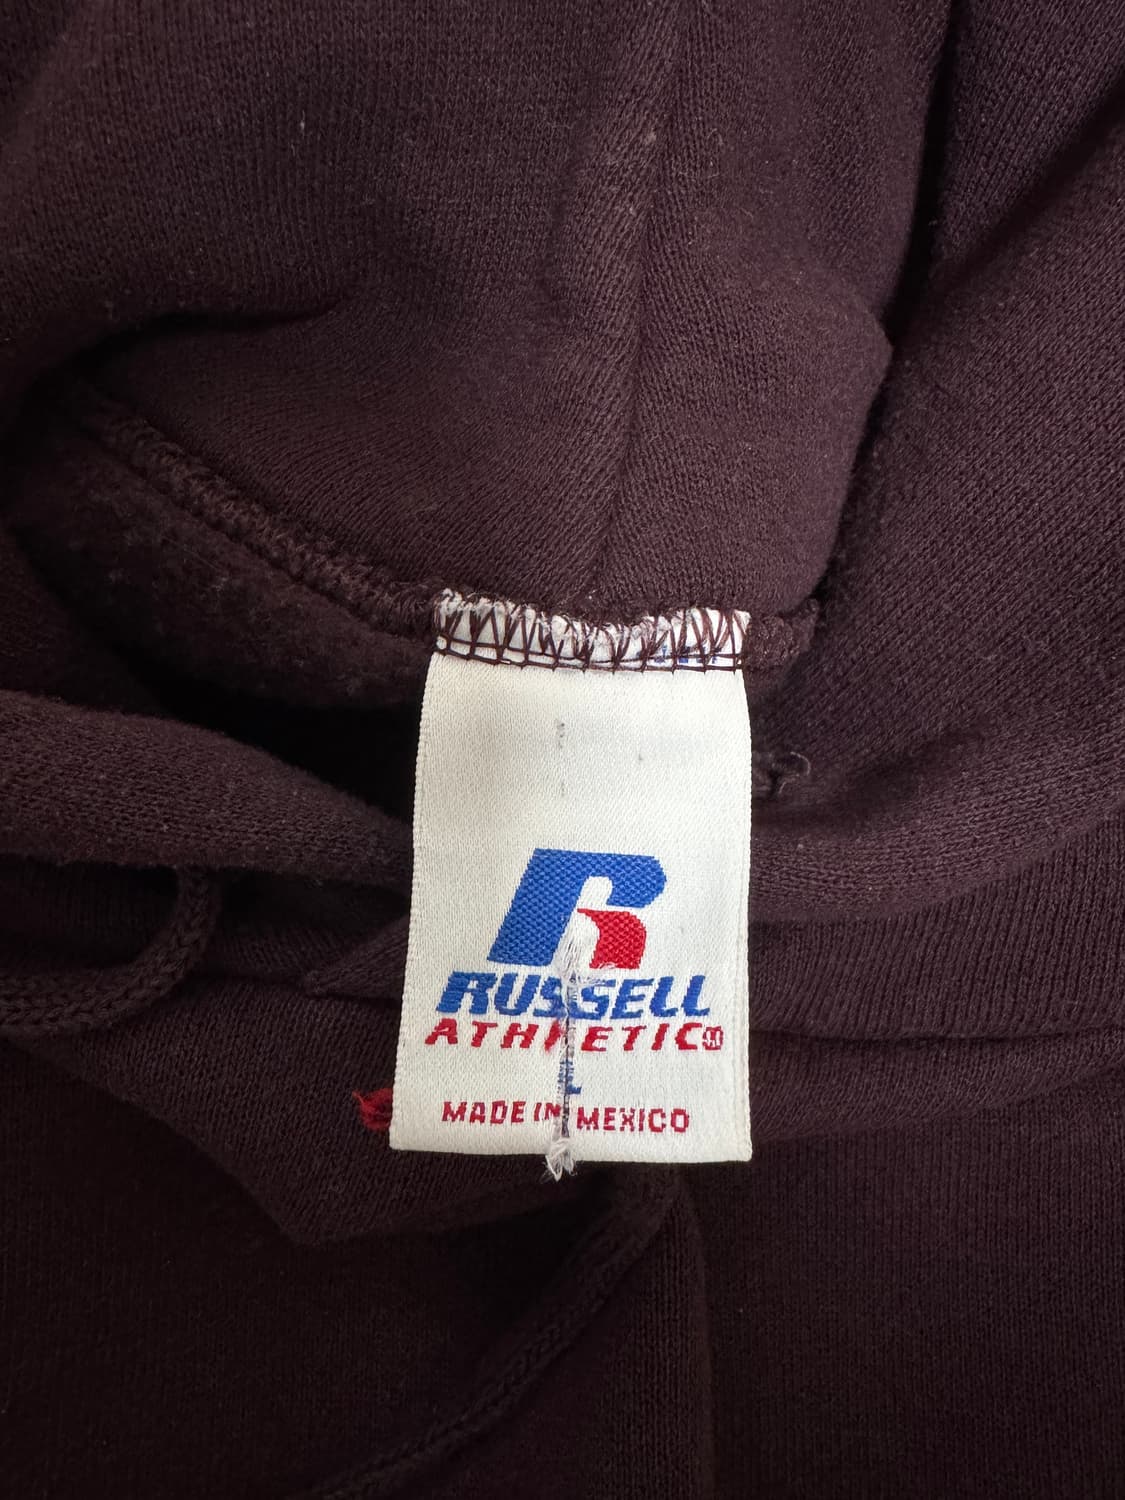 R
RUSSELL
ATHLETIC®
L
MADE IN MEXICO